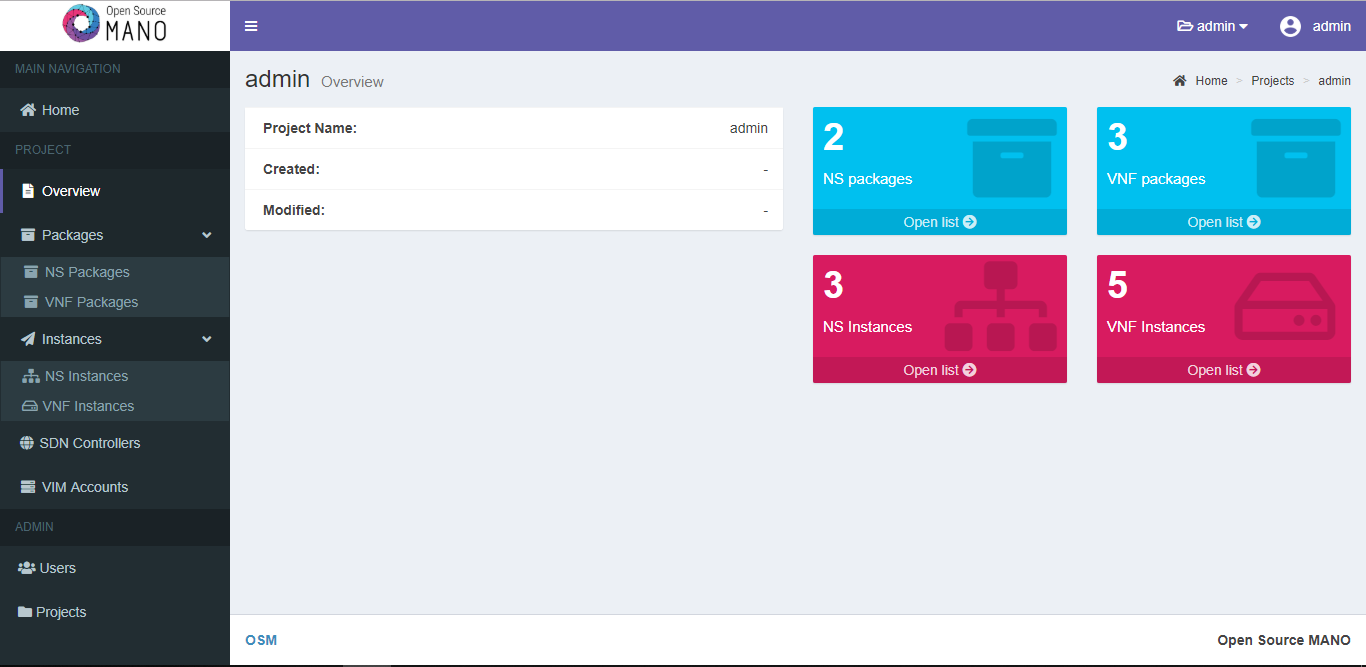 Open Source
MANO
admin
admin
MAIN NAVIGATION
Home
PROJECT
Overview
Packages
NS Packages
VNF Packages
Instances
NS Instances
VNF Instances
SDN Controllers
VIM Accounts
ADMIN
Users
Projects
admin Overview
Home > Projects > admin
Project Name: admin
Created: -
Modified: -
2
NS packages
Open list
3
VNF packages
Open list
3
NS Instances
Open list
5
VNF Instances
Open list
OSM
Open Source MANO